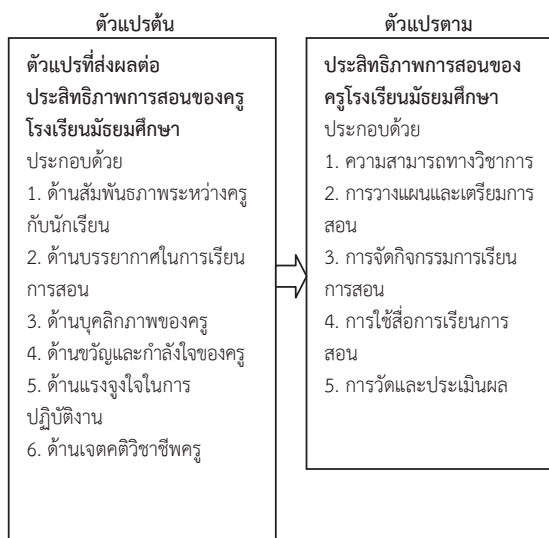 ตัวแปรต้น
ตัวแปรที่ส่งผลต่อ
ประสิทธิภาพการสอนของครู
โรงเรียนมัธยมศึกษา
ประกอบด้วย
1. ด้านสัมพันธภาพระหว่างครู
กับนักเรียน
2. ด้านบรรยากาศในการเรียน
การสอน
3. ด้านบุคลิกภาพของครู
4. ด้านขวัญและกำลังใจของครู
5. ด้านแรงจูงใจในการ
ปฏิบัติงาน
6. ด้านเจตคติวิชาชีพครู
ตัวแปรตาม
ประสิทธิภาพการสอนของ
ครูโรงเรียนมัธยมศึกษา
ประกอบด้วย
1. ความสามารถทางวิชาการ
2. การวางแผนและเตรียมการ
สอน
3. การจัดกิจกรรมการเรียน
การสอน
4. การใช้สื่อการเรียนการ
สอน
5. การวัดและประเมินผล